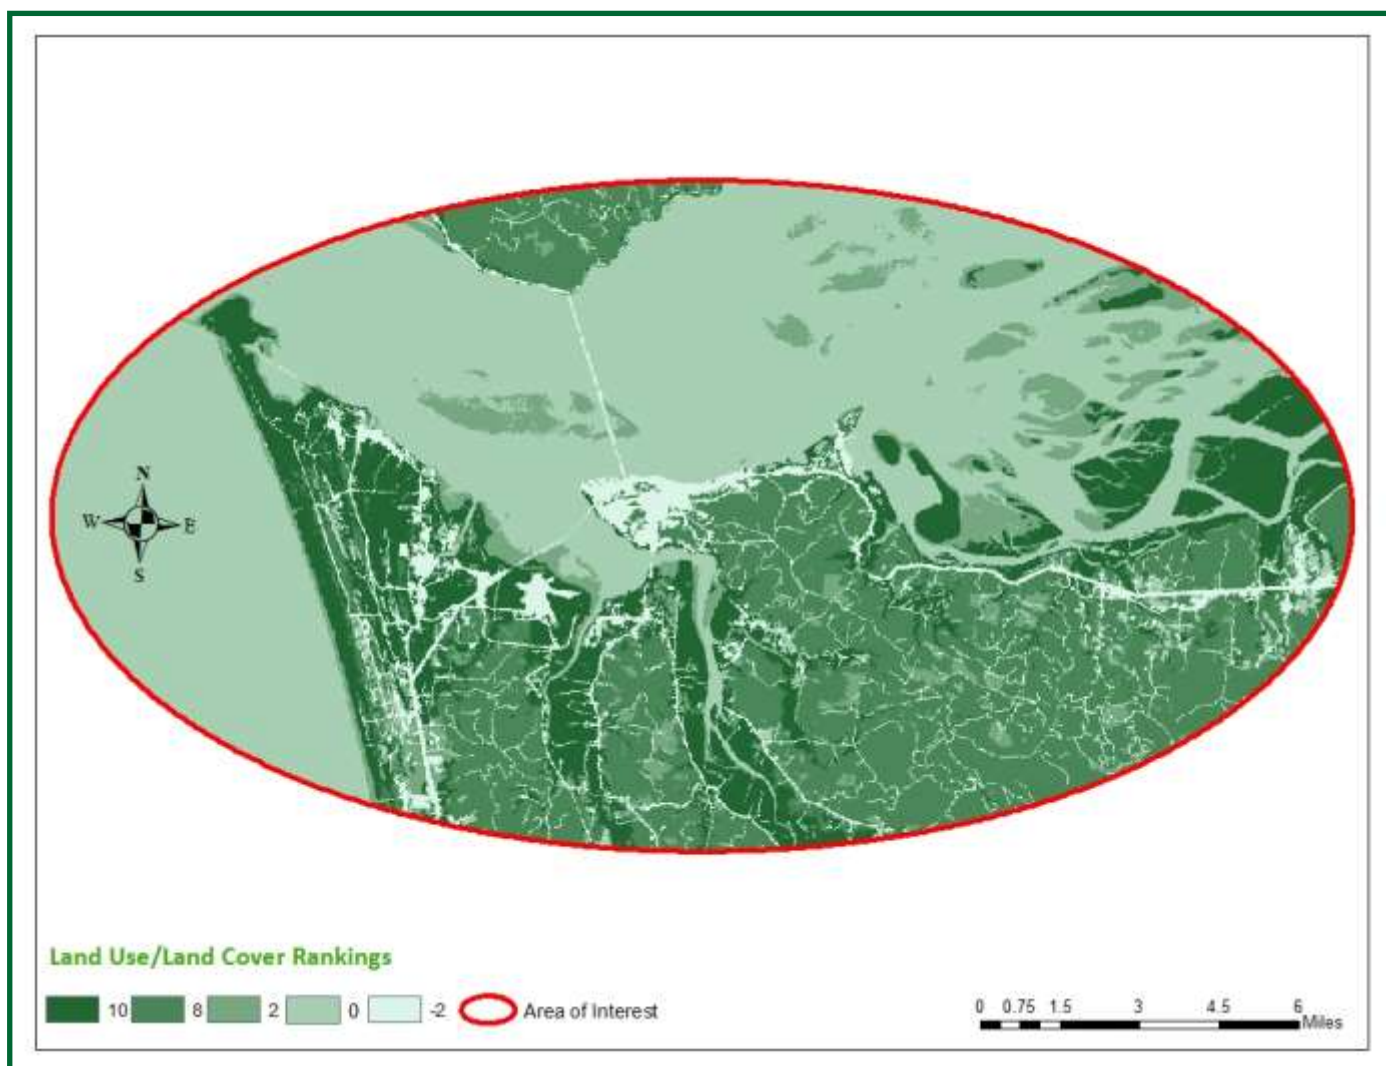 N
W E
S
Land Use/Land Cover Rankings
10 8 2 0 -2 Area of Interest
0 0.75 1.5 3 4.5 6
Miles